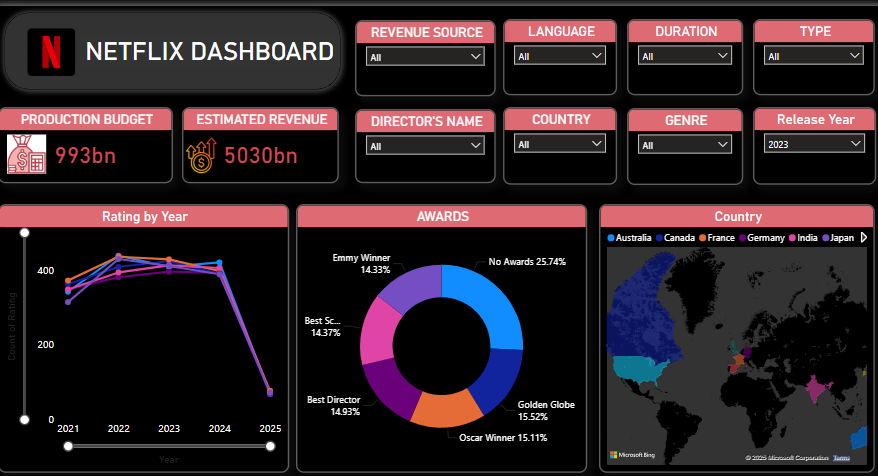 N
NETFLIX DASHBOARD
REVENUE SOURCE
All
LANGUAGE
All
DURATION
All
TYPE
All
PRODUCTION BUDGET
993bn
ESTIMATED REVENUE
5030bn
DIRECTOR'S NAME
All
COUNTRY
All
GENRE
All
Release Year
2023
Rating by Year
Count of Rating
400
200
0
2021 2022 2023 2024 2025
Year
AWARDS
Emmy Winner
14.33%
No Awards 25.74%
Best Sc...
14.37%
Best Director
14.93%
Golden Globe
15.52%
Oscar Winner 15.11%
Country
Australia Canada France Germany India Japan
Microsoft Bing
© 2025 Microsoft Corporation Terms